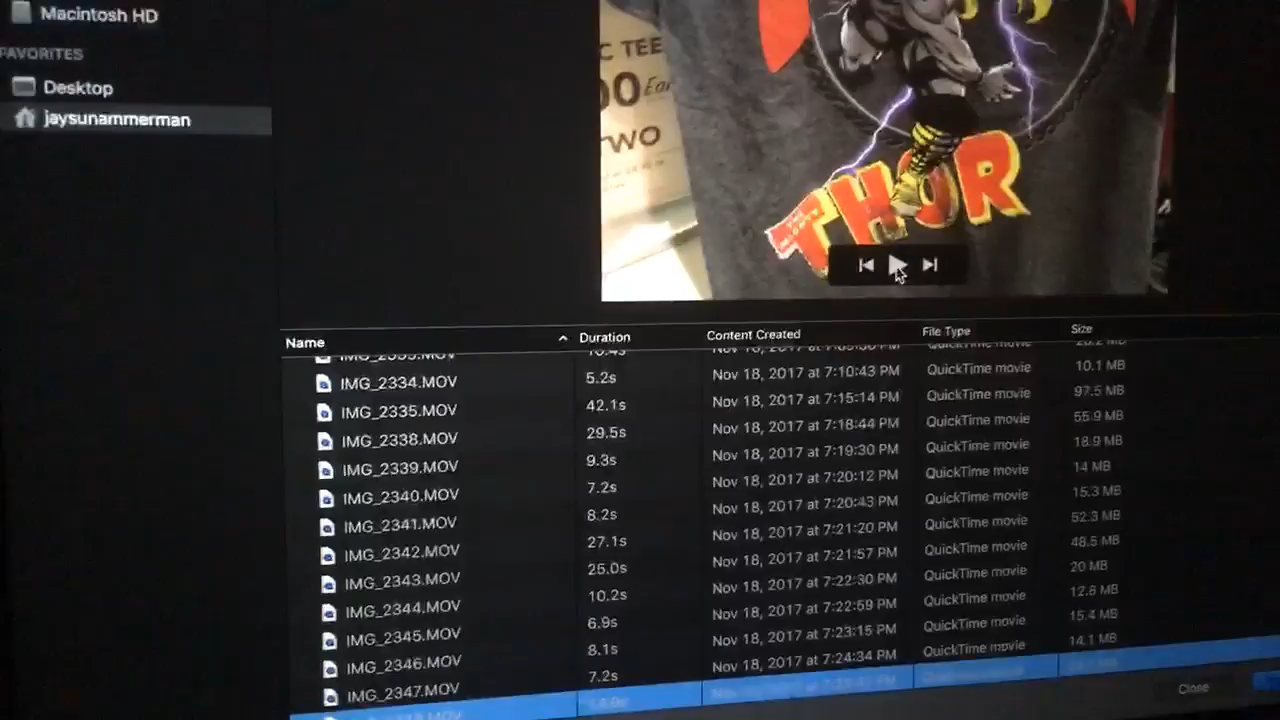 Macintosh HD
FAVORITES
Desktop
jaysunammerman
C TEE
00 Ear
TWO
THE MIGHTY
THOR
Name Duration Content Created File Type Size
IMG_2334.MOV 5.2s Nov 18, 2017 at 7:10:43 PM QuickTime movie 10.1 MB
IMG_2335.MOV 42.1s Nov 18, 2017 at 7:15:14 PM QuickTime movie 97.5 MB
IMG_2338.MOV 29.5s Nov 18, 2017 at 7:18:44 PM QuickTime movie 55.9 MB
IMG_2339.MOV 9.3s Nov 18, 2017 at 7:19:30 PM QuickTime movie 18.9 MB
IMG_2340.MOV 7.2s Nov 18, 2017 at 7:20:12 PM QuickTime movie 14 MB
IMG_2341.MOV 8.2s Nov 18, 2017 at 7:20:43 PM QuickTime movie 15.3 MB
IMG_2342.MOV 27.1s Nov 18, 2017 at 7:21:20 PM QuickTime movie 52.3 MB
IMG_2343.MOV 25.0s Nov 18, 2017 at 7:21:57 PM QuickTime movie 48.5 MB
IMG_2344.MOV 10.2s Nov 18, 2017 at 7:22:30 PM QuickTime movie 20 MB
IMG_2345.MOV 6.9s Nov 18, 2017 at 7:22:59 PM QuickTime movie 12.6 MB
IMG_2346.MOV 8.1s Nov 18, 2017 at 7:23:15 PM QuickTime movie 15.4 MB
IMG_2347.MOV 7.2s Nov 18, 2017 at 7:24:34 PM QuickTime movie 14.1 MB
Close